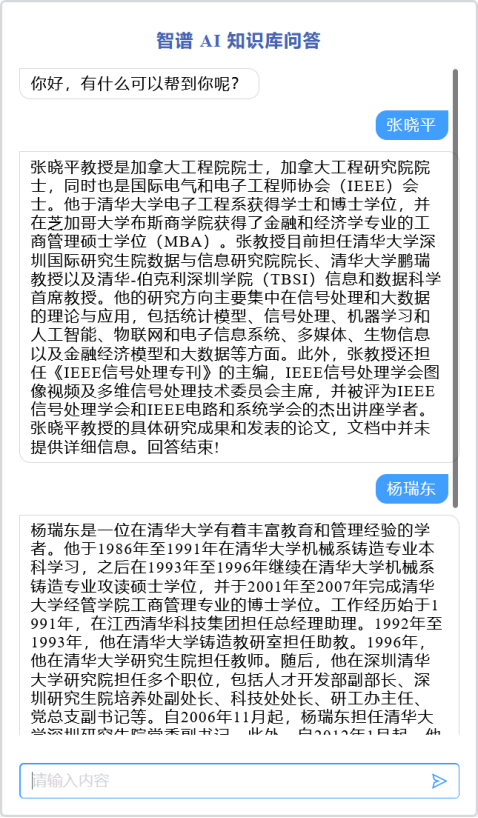 智谱 AI 知识库问答
你好，有什么可以帮到你呢？
张晓平
张晓平教授是加拿大工程院院士，加拿大工程研究院院
士，同时也是国际电气和电子工程师协会（IEEE）会
士。他于清华大学电子工程系获得学士和博士学位，并
在芝加哥大学布斯商学院获得了金融和经济学专业的工
商管理硕士学位（MBA）。张教授目前担任清华大学深
圳国际研究生院数据与信息研究院院长、清华大学鹏瑞
教授以及清华-伯克利深圳学院（TBSI）信息和数据科学
首席教授。他的研究方向主要集中在信号处理和大数据
的理论与应用，包括统计模型、信号处理、机器学习和
人工智能、物联网和电子信息系统、多媒体、生物信息
以及金融经济模型和大数据等方面。此外，张教授还担
任《IEEE信号处理专刊》的主编，IEEE信号处理学会图
像视频及多维信号处理技术委员会主席，并被评为IEEE
信号处理学会和IEEE电路和系统学会的杰出讲座学者。
张晓平教授的具体研究成果和发表的论文，文档中并未
提供详细信息。回答结束!
杨瑞东
杨瑞东是一位在清华大学有着丰富教育和管理经验的学
者。他于1986年至1991年在清华大学机械系铸造专业本
科学习，之后在1993年至1996年继续在清华大学机械系
铸造专业攻读硕士学位，并于2001年至2007年完成清华
大学经管学院工商管理专业的博士学位。工作经历始于1
991年，在江西清华科技集团担任总经理助理。1992年至
1993年，他在清华大学铸造教研室担任助教。1996年，
他在清华大学研究生院担任教师。随后，他在深圳清华
大学研究院担任多个职位，包括人才开发部副部长、深
圳研究生院培养处副处长、科技处处长、研工办主任、
党总支副书记等。自2006年11月起，杨瑞东担任清华大
学深圳研究生院党委副书记。此外，自2012年1月起，他
请输入内容